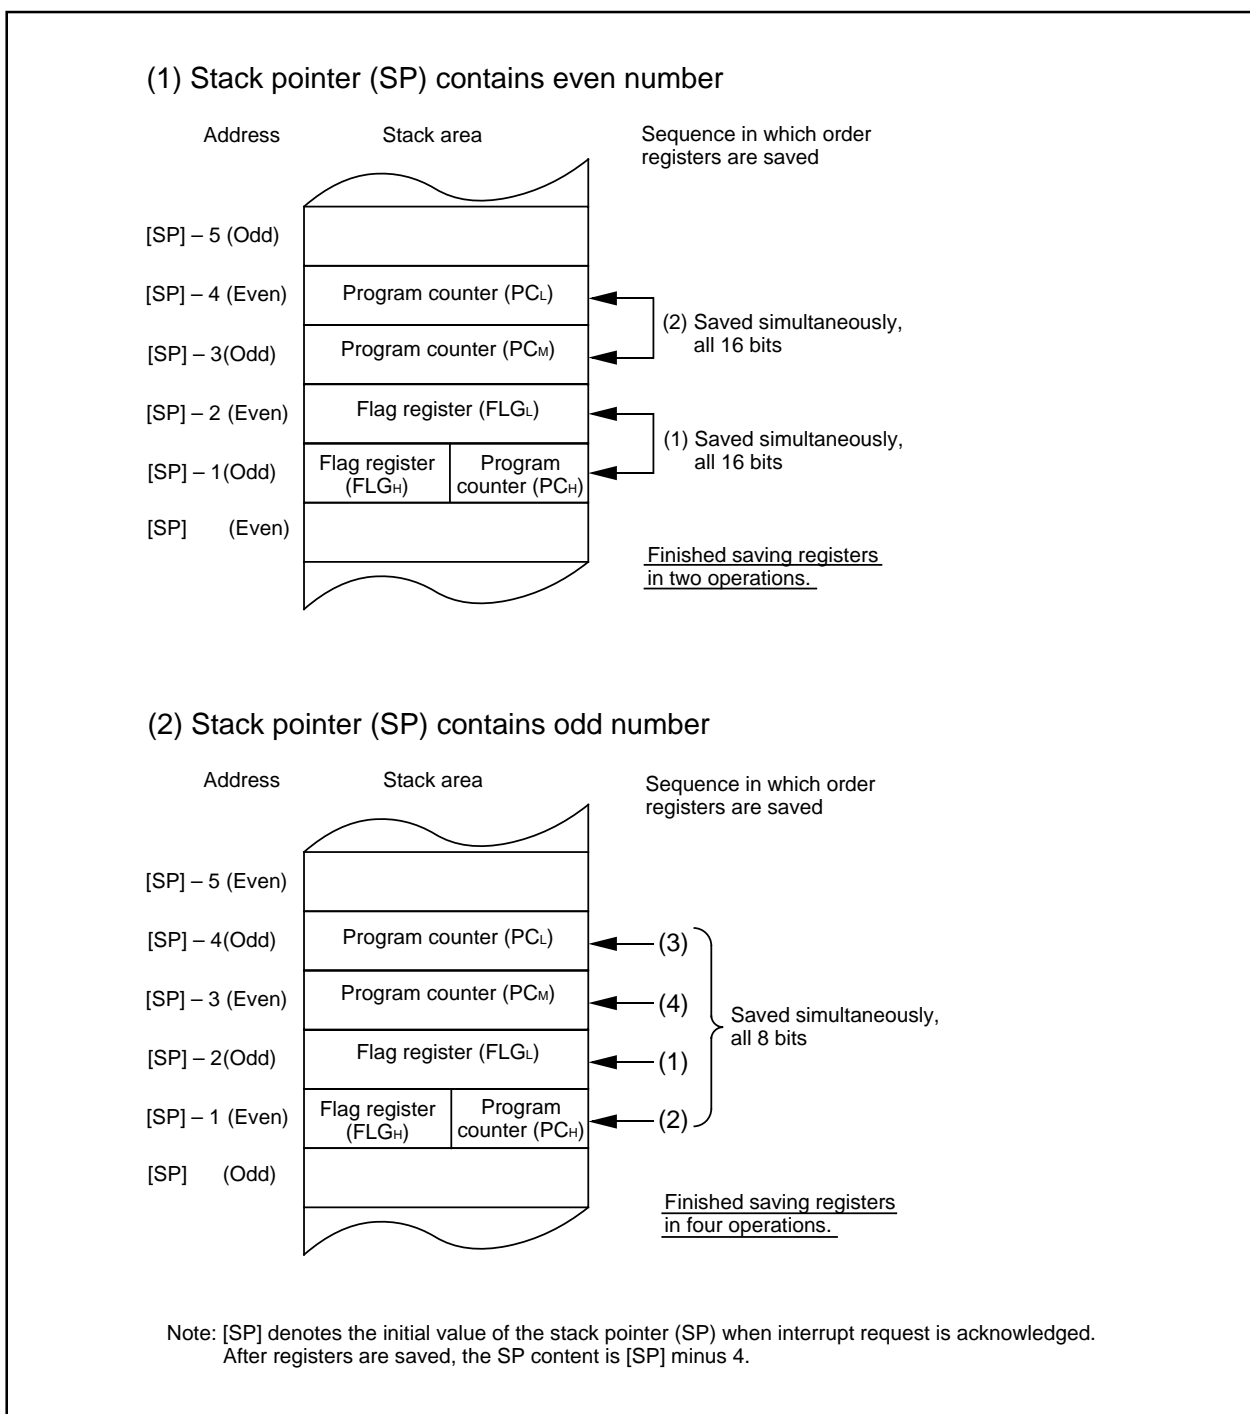 (1) Stack pointer (SP) contains even number
Address Stack area Sequence in which order
registers are saved
[SP] – 5 (Odd)
[SP] – 4 (Even) Program counter (PCL)
(2) Saved simultaneously,
all 16 bits
[SP] – 3(Odd) Program counter (PCM)
[SP] – 2 (Even) Flag register (FLGL)
(1) Saved simultaneously,
all 16 bits
[SP] – 1(Odd) Flag register Program
(FLGH) counter (PCH)
[SP] (Even)
Finished saving registers
in two operations.
(2) Stack pointer (SP) contains odd number
Address Stack area Sequence in which order
registers are saved
[SP] – 5 (Even)
[SP] – 4(Odd) Program counter (PCL) (3)
[SP] – 3 (Even) Program counter (PCM) (4)
Saved simultaneously,
all 8 bits
[SP] – 2(Odd) Flag register (FLGL) (1)
[SP] – 1 (Even) Flag register Program (2)
(FLGH) counter (PCH)
[SP] (Odd)
Finished saving registers
in four operations.
Note: [SP] denotes the initial value of the stack pointer (SP) when interrupt request is acknowledged.
After registers are saved, the SP content is [SP] minus 4.